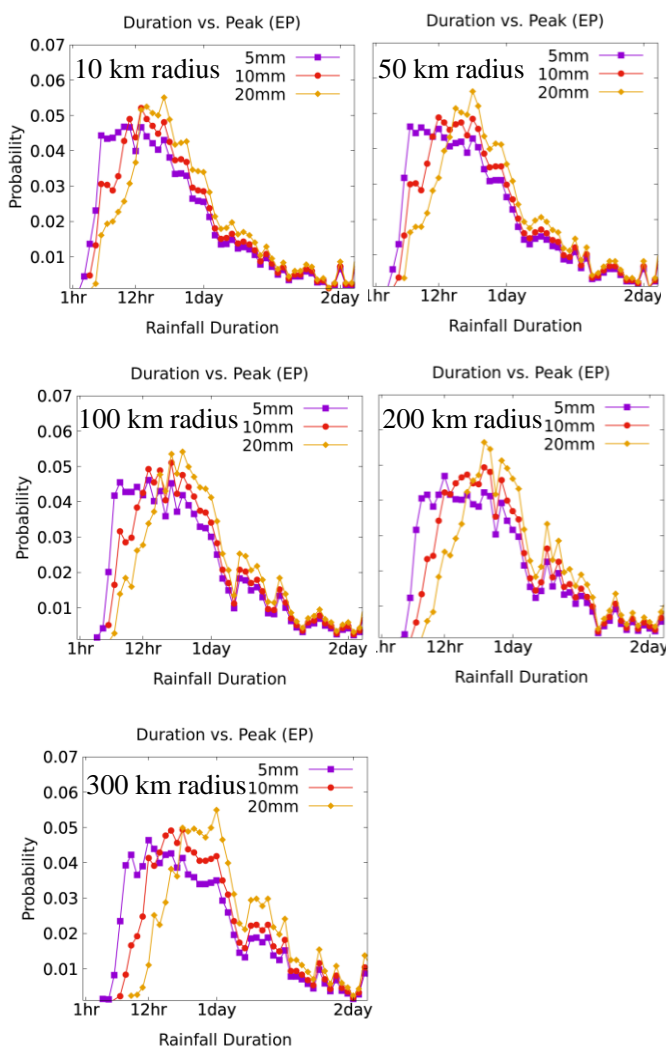 Duration vs. Peak (EP)
0.07
0.06
0.05
0.04
0.03
0.02
0.01
Probability
10 km radius
5mm
10mm
20mm
1hr 12hr 1day 2day
Rainfall Duration
Duration vs. Peak (EP)
50 km radius
5mm
10mm
20mm
1hr 12hr 1day 2day
Rainfall Duration
Duration vs. Peak (EP)
0.07
0.06
0.05
0.04
0.03
0.02
0.01
Probability
100 km radius
5mm
10mm
20mm
1hr 12hr 1day 2day
Rainfall Duration
Duration vs. Peak (EP)
200 km radius
5mm
10mm
20mm
1hr 12hr 1day 2day
Rainfall Duration
Duration vs. Peak (EP)
0.07
0.06
0.05
0.04
0.03
0.02
0.01
Probability
300 km radius
5mm
10mm
20mm
1hr 12hr 1day 2day
Rainfall Duration